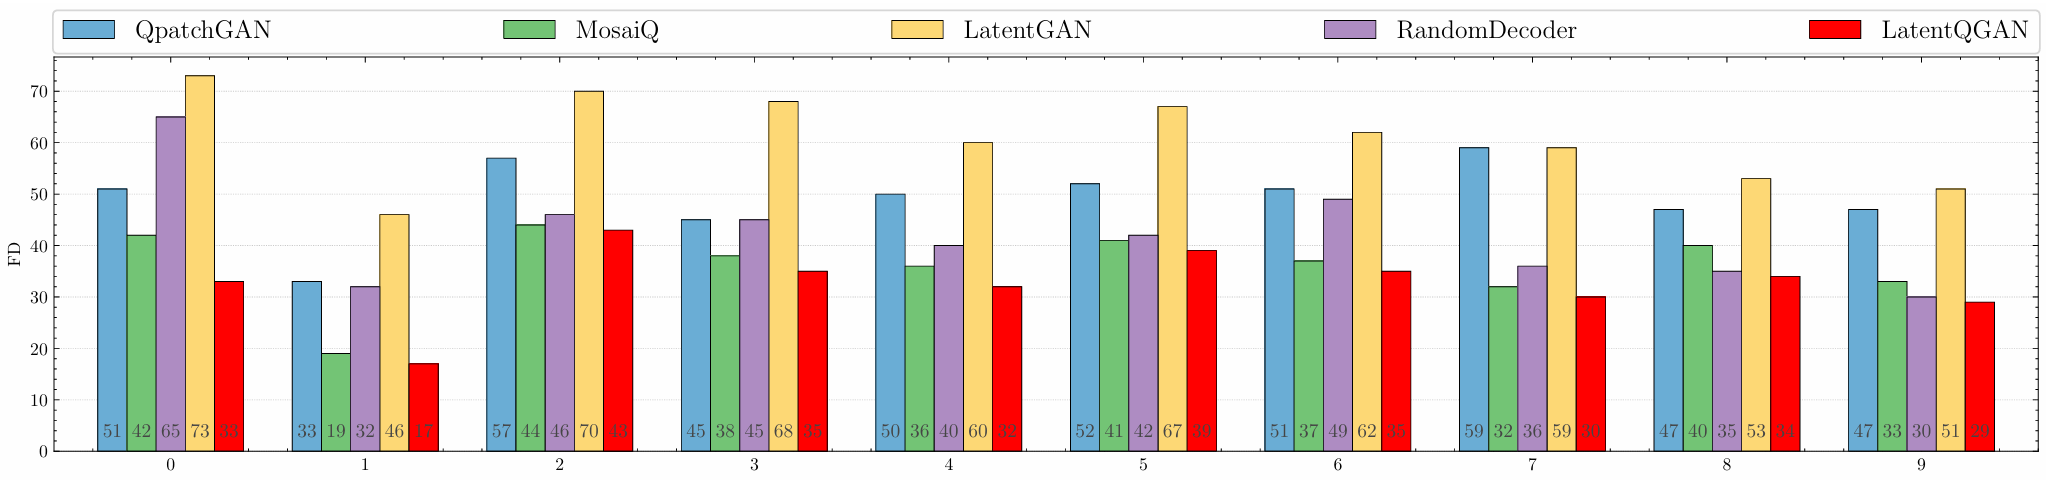 QpatchGAN MosaiQ LatentGAN RandomDecoder LatentQGAN
FD
70
60
50
40
30
20
10
0
51 42 65 73 33 33 19 32 46 17 57 44 46 70 43 45 38 45 68 35 50 36 40 60 32 52 41 42 67 39 51 37 49 62 35 59 32 36 59 30 47 40 35 53 34 47 33 30 51 29
0 1 2 3 4 5 6 7 8 9